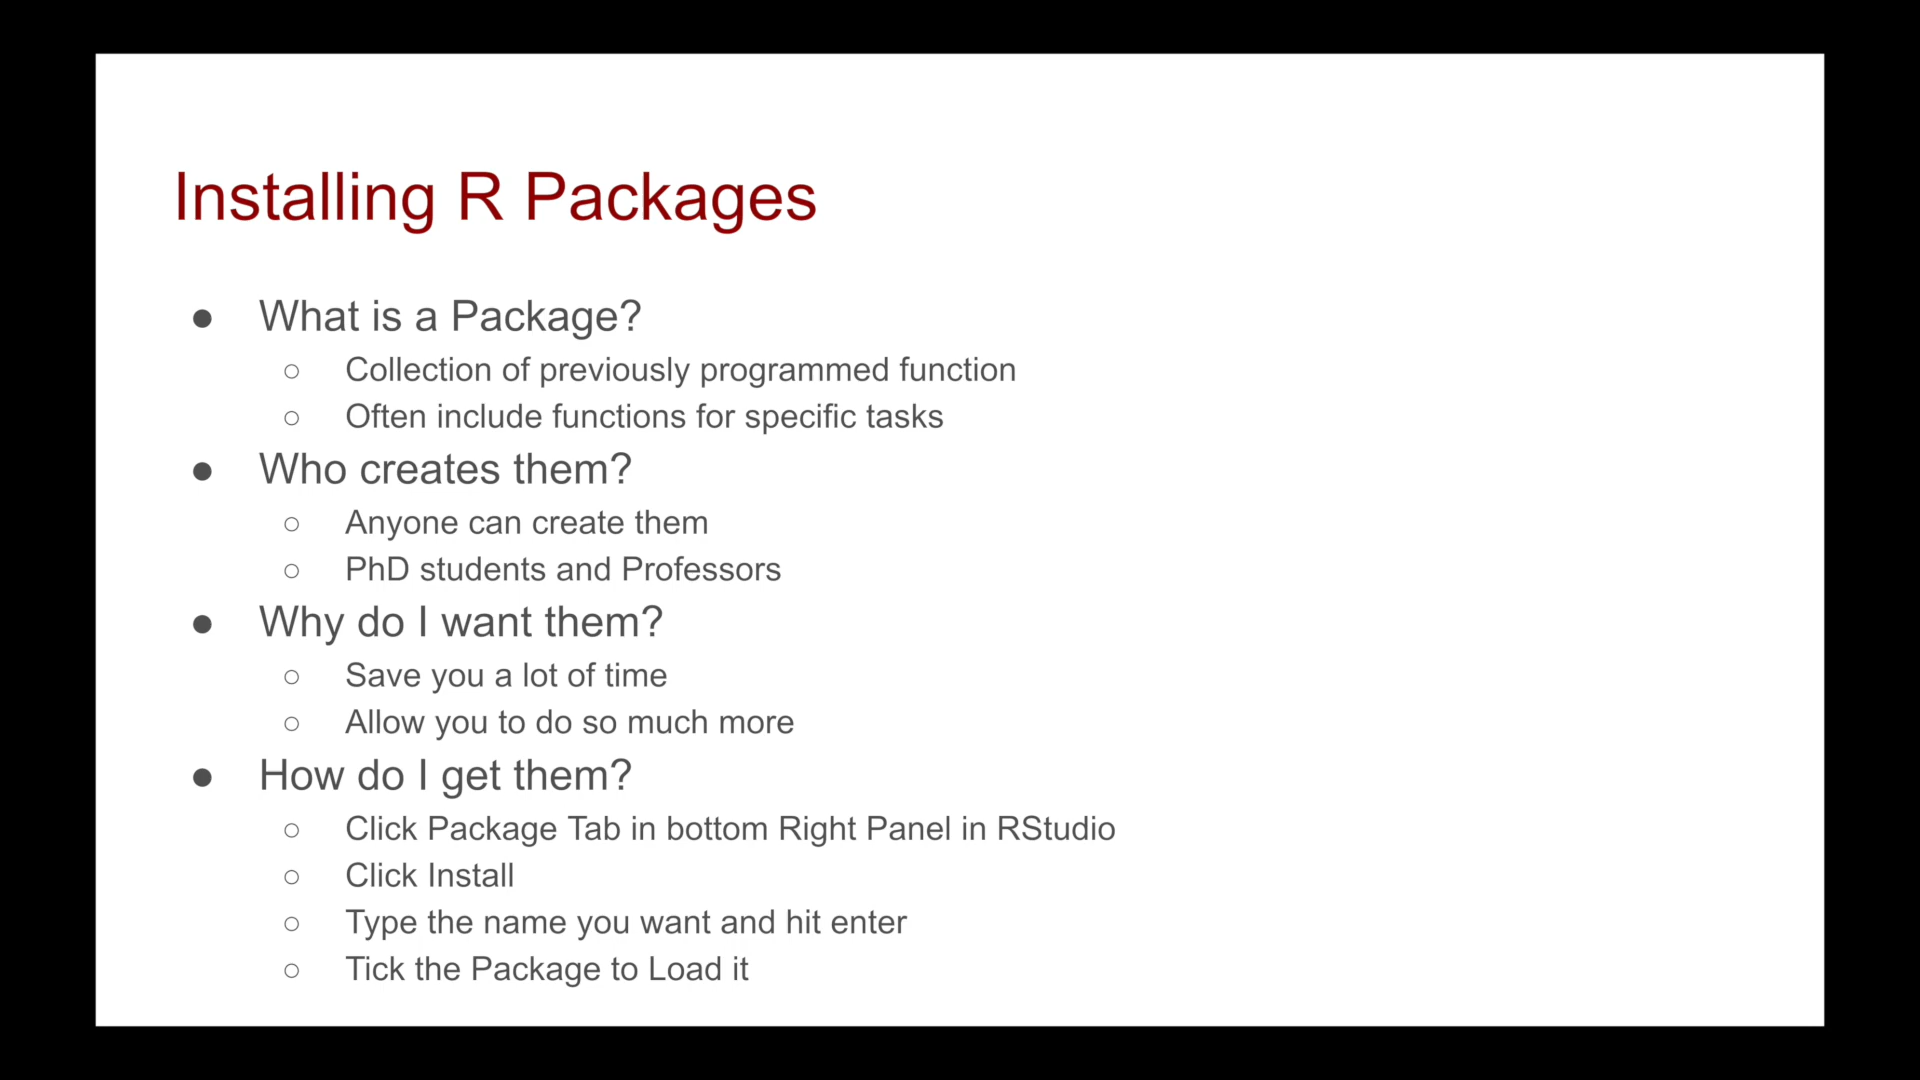 Installing R Packages
● What is a Package?
○ Collection of previously programmed function
○ Often include functions for specific tasks
● Who creates them?
○ Anyone can create them
○ PhD students and Professors
● Why do I want them?
○ Save you a lot of time
○ Allow you to do so much more
● How do I get them?
○ Click Package Tab in bottom Right Panel in RStudio
○ Click Install
○ Type the name you want and hit enter
○ Tick the Package to Load it